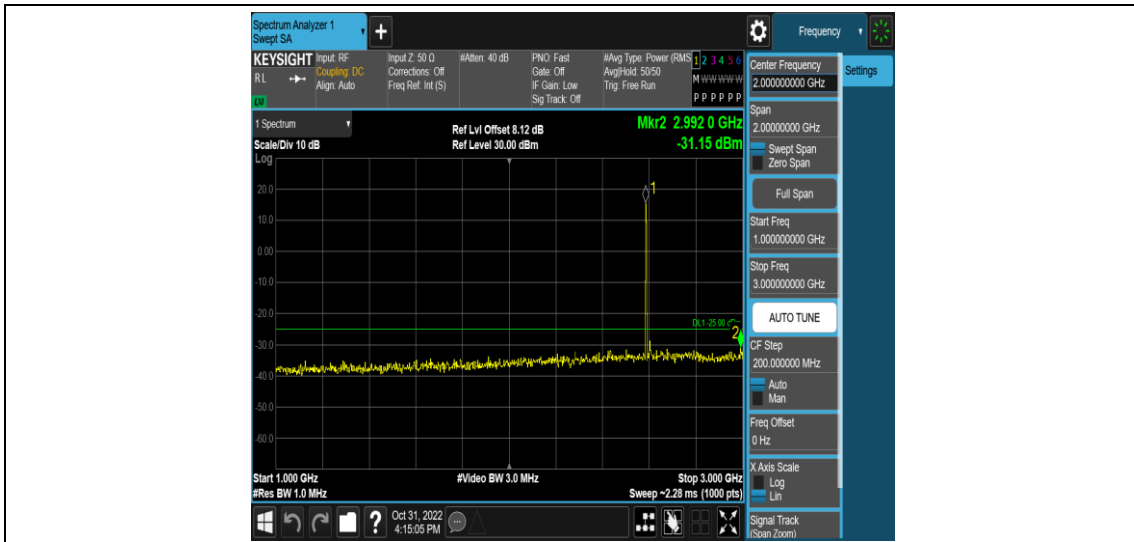 Spectrum Analyzer 1
Swept SA
+
Frequency
KEYSIGHT
RL
LXI
Input: RF
Coupling: DC
Align: Auto
Input Z: 50 Ω
Corrections: Off
Freq Ref: Int (S)
#Atten: 40 dB
PNO: Fast
Gate: Off
IF Gain: Low
Sig Track: Off
#Avg Type: Power (RMS
Avg|Hold: 50/50
Trig: Free Run
1 2 3 4 5 6
M W W W W W
P P P P P P
Center Frequency
2.000000000 GHz
Settings
Span
2.00000000 GHz
Swept Span
Zero Span
Full Span
Start Freq
1.000000000 GHz
Stop Freq
3.000000000 GHz
AUTO TUNE
CF Step
200.000000 MHz
Auto
Man
Freq Offset
0 Hz
X Axis Scale
Log
Lin
Signal Track
(Span Zoom)
1 Spectrum
Scale/Div 10 dB
Ref Lvl Offset 8.12 dB
Ref Level 30.00 dBm
Mkr2 2.992 0 GHz
-31.15 dBm
Log
20.0
10.0
0.00
-10.0
-20.0
-30.0
-40.0
-50.0
-60.0
1
DL1 -25.00 dBm
2
Start 1.000 GHz
#Res BW 1.0 MHz
#Video BW 3.0 MHz
Stop 3.000 GHz
Sweep ~2.28 ms (1000 pts)
?
Oct 31, 2022
4:15:05 PM